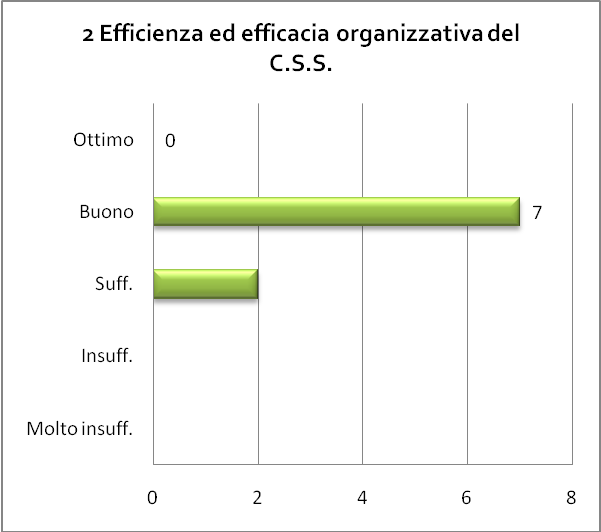 2 Efficienza ed efficacia organizzativa del
C.S.S.
Ottimo 0
Buono 7
Suff.
Insuff.
Molto insuff.
0 2 4 6 8